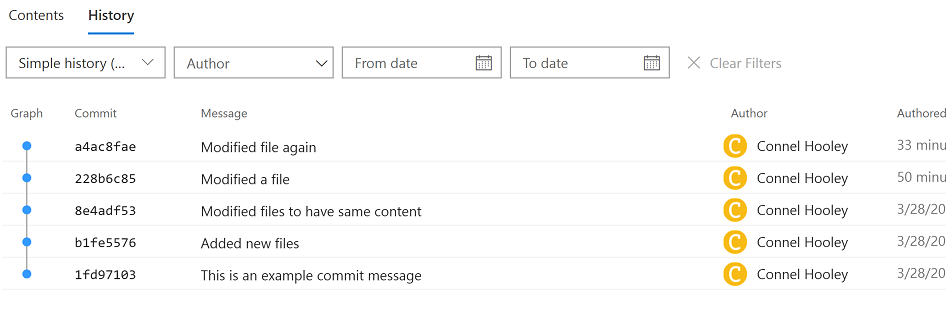 Contents History
Simple history (... Author From date To date Clear Filters
Graph Commit Message Author Authored
a4ac8fae Modified file again C Connel Hooley 33 minu
228b6c85 Modified a file C Connel Hooley 50 minu
8e4adf53 Modified files to have same content C Connel Hooley 3/28/20
b1fe5576 Added new files C Connel Hooley 3/28/20
1fd97103 This is an example commit message C Connel Hooley 3/28/20